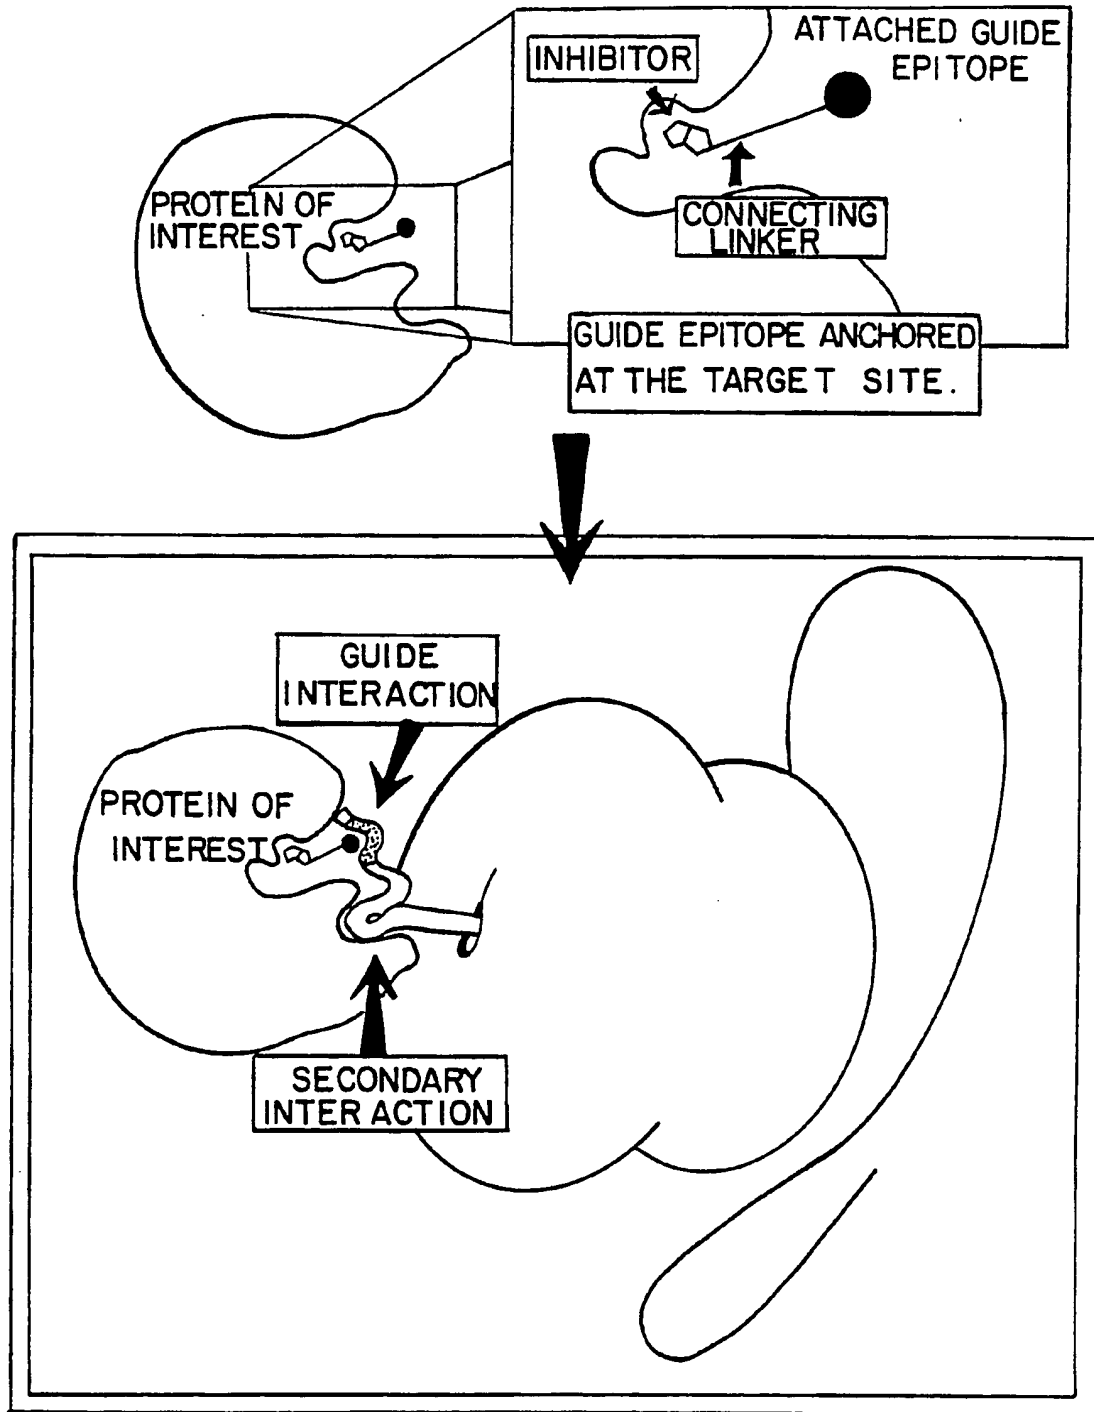 ATTACHED GUIDE
EPITOPE
INHIBITOR
PROTEIN OF
INTEREST
CONNECTING
LINKER
GUIDE EPITOPE ANCHORED
AT THE TARGET SITE.
GUIDE
INTERACTION
PROTEIN OF
INTEREST
SECONDARY
INTERACTION